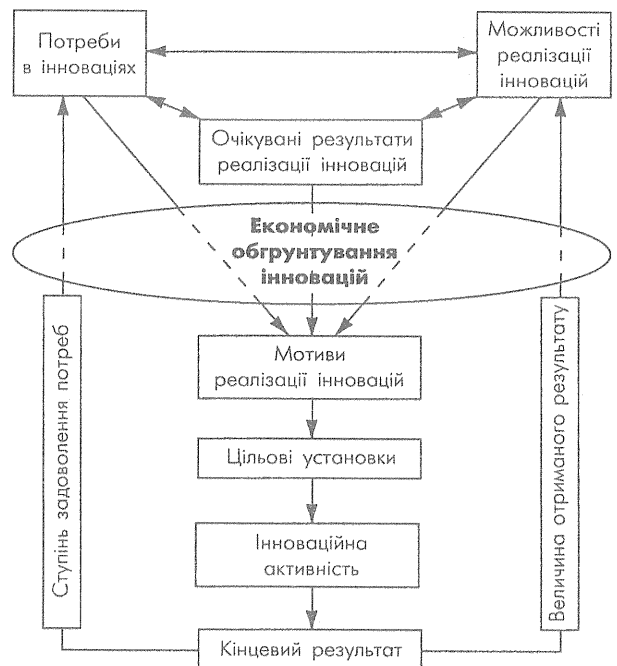 Потреби
в інноваціях
Можливості
реалізації
інновацій
Очікувані результати
реалізації інновацій
Економічне
обгрунтування
інновацій
Мотиви
реалізації інновацій
Цільові установки
Інноваційна
активність
Кінцевий результат
Ступінь задоволення потреб
Величина отриманого результату